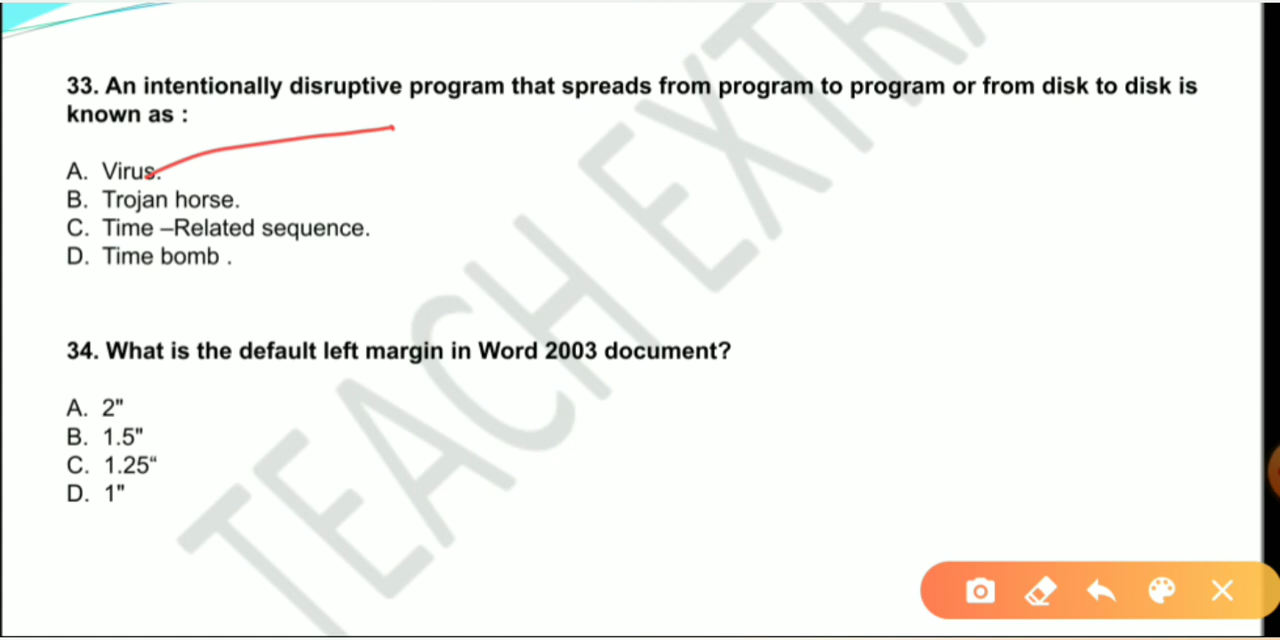 33. An intentionally disruptive program that spreads from program to program or from disk to disk is
known as :
A. Virus.
B. Trojan horse.
C. Time –Related sequence.
D. Time bomb .
34. What is the default left margin in Word 2003 document?
A. 2"
B. 1.5"
C. 1.25“
D. 1"
TEACH EXTRA